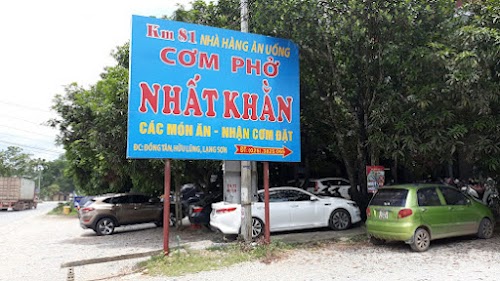 Km 81 NHÀ HÀNG ĂN UỐNG
CƠM PHỞ
NHẤT KHẰN
CÁC MÓN ĂN - NHẬN CƠM ĐẶT
ĐC: ĐỒNG TÂN, HỮU LŨNG, LẠNG SƠN